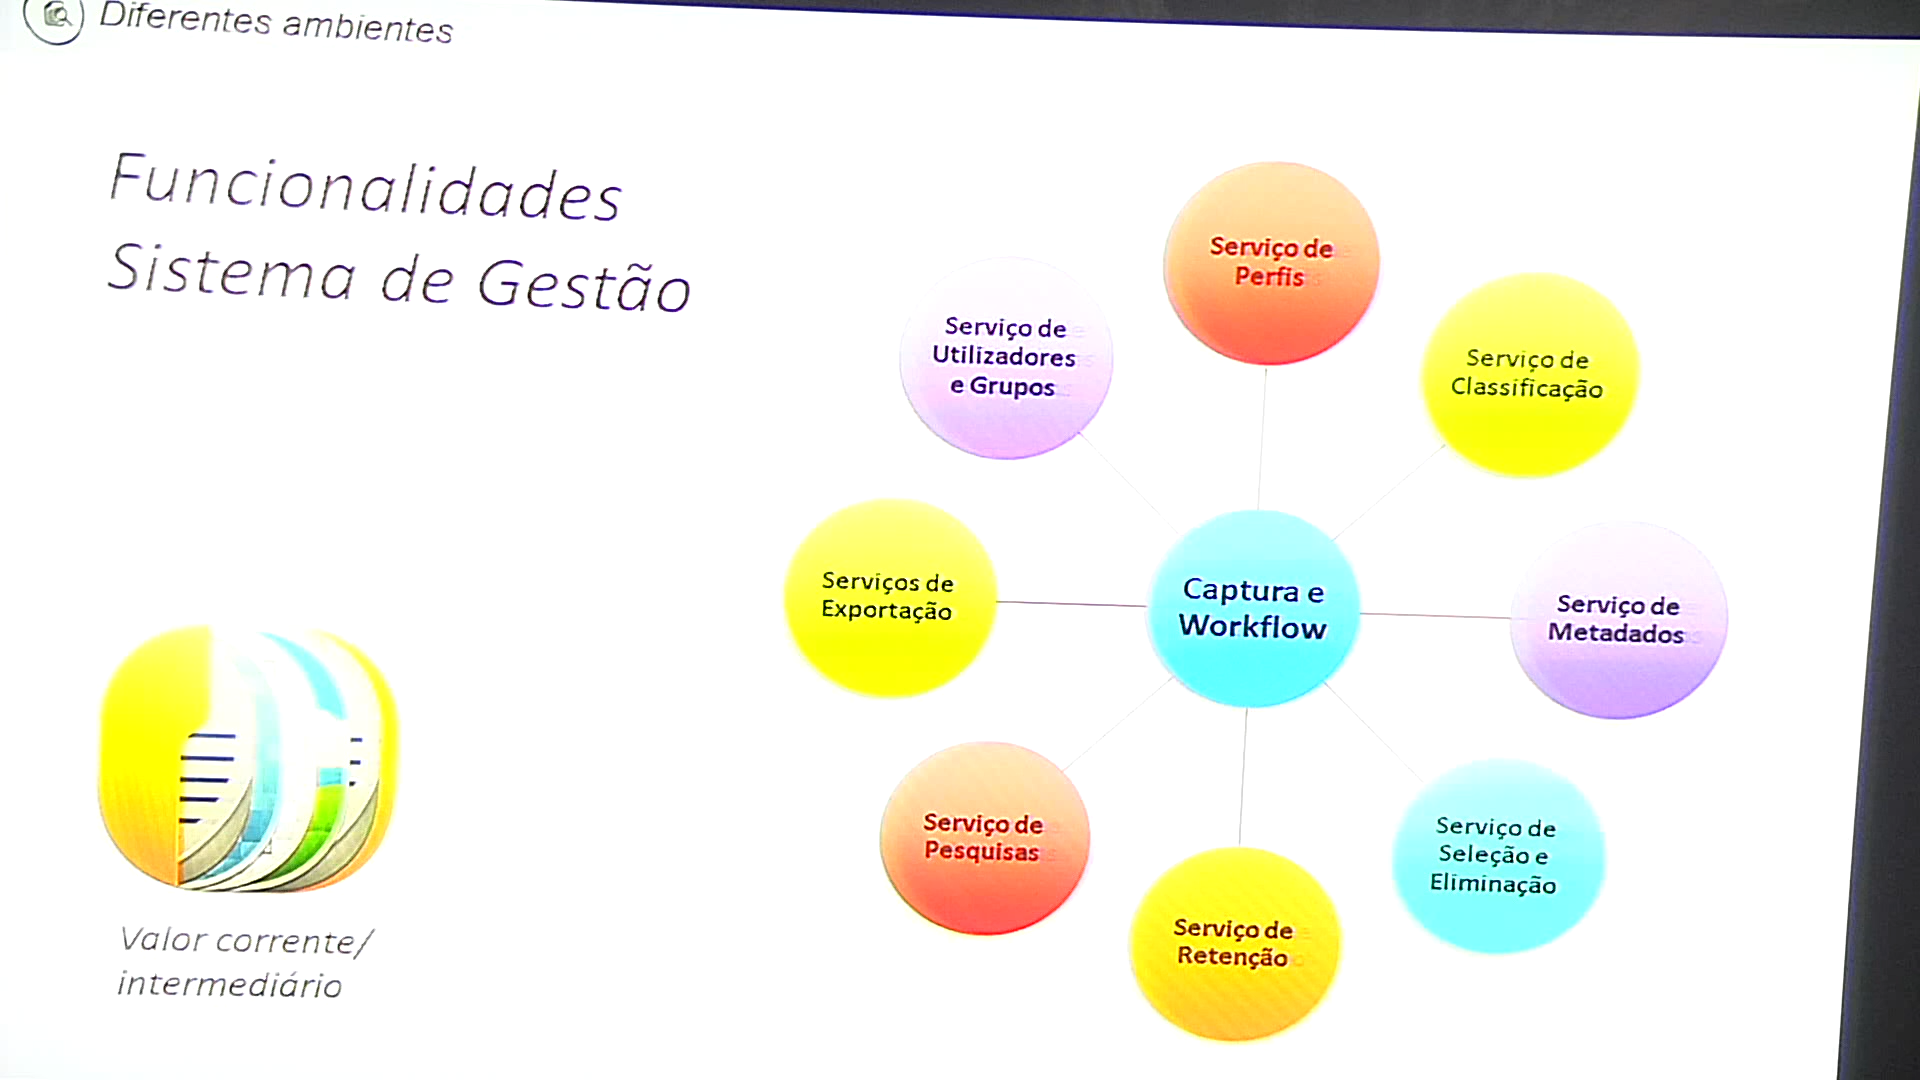 Diferentes ambientes
Funcionalidades
Sistema de Gestão
Serviço de
Perfis
Serviço de
Classificação
Serviço de
Metadados
Serviço de
Seleção e
Eliminação
Serviço de
Retenção
Serviço de
Pesquisas
Serviços de
Exportação
Serviço de
Utilizadores
e Grupos
Captura e
Workflow
Valor corrente/
intermediário